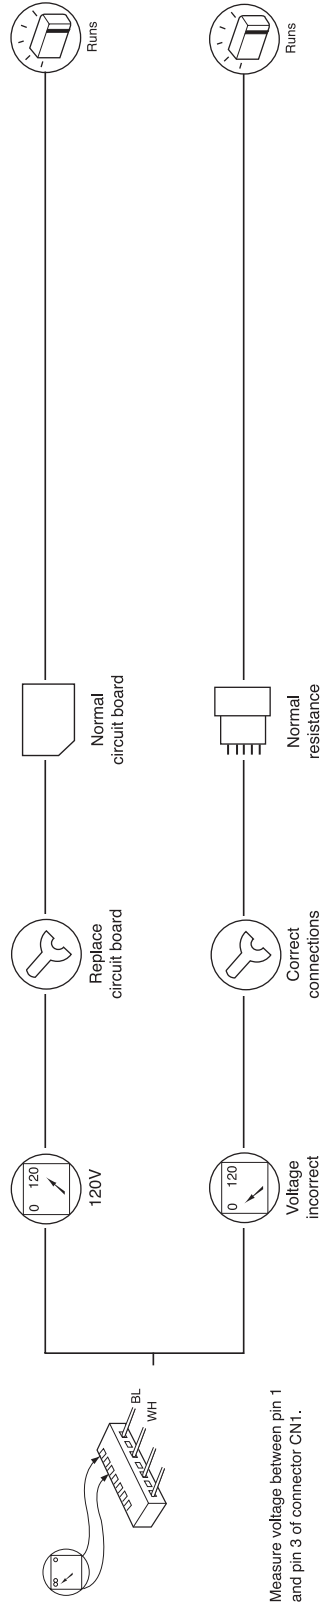 BL
WH
Measure voltage between pin 1
and pin 3 of connector CN1.
0 120
120V
Replace
circuit board
Normal
circuit board
Runs
0 120
Voltage
incorrect
Correct
connections
Normal
resistance
Runs